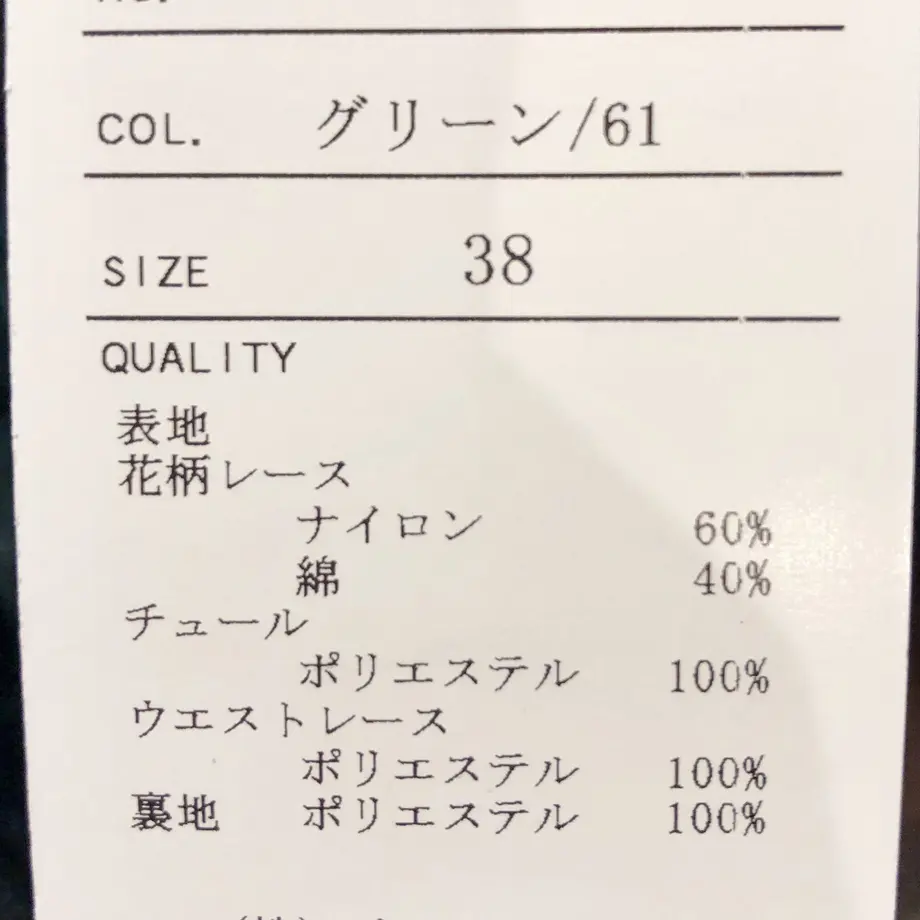 COL. グリーン/61
SIZE 38
QUALITY
表地
花柄レース
ナイロン 60%
綿 40%
チュール
ポリエステル 100%
ウエストレース
ポリエステル 100%
裏地 ポリエステル 100%